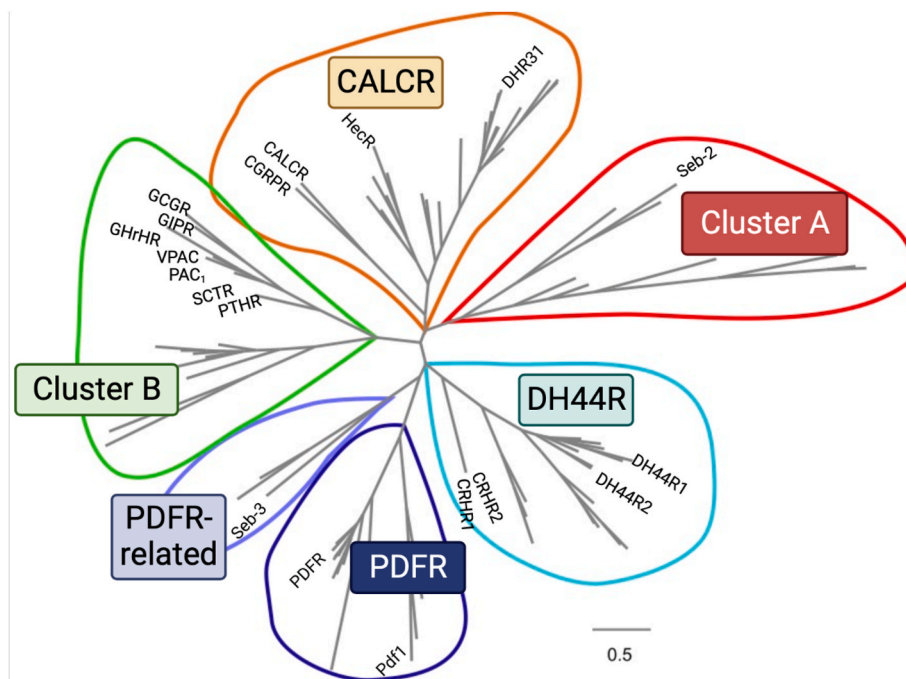 CALCR
DHR31
HecR
CALCR
CGRPR
Seb-2
Cluster A
GCGR
GIPR
GHrHR
VPAC
PAC₁
SCTR
PTHR
Cluster B
DH44R
DH44R1
DH44R2
CRHR2
CRHR1
PDFR-
related
Seb-3
PDFR
PDFR
Pdf1
0.5